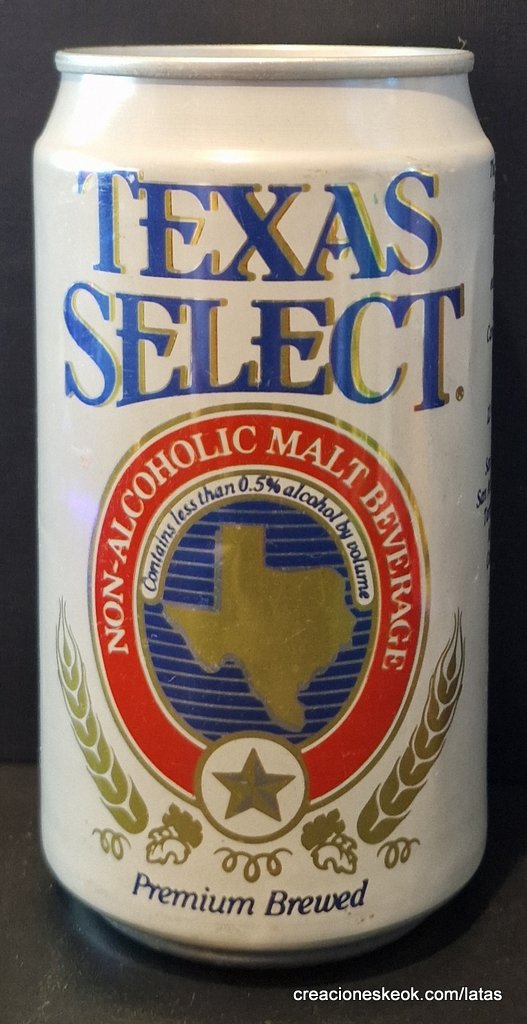 TEXAS
SELECT®
NON-ALCOHOLIC MALT BEVERAGE
Contains less than 0.5% alcohol by volume
Premium Brewed
creacioneskeok.com/latas